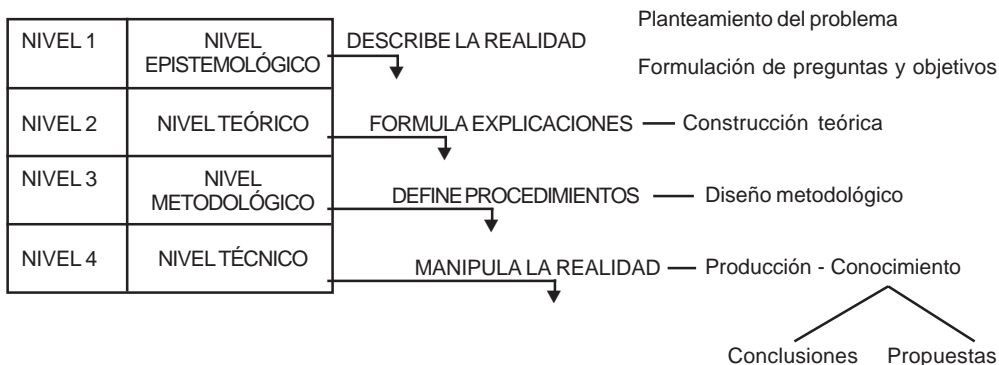 Planteamiento del problema
NIVEL 1 NIVEL EPISTEMOLÓGICO DESCRIBE LA REALIDAD
Formulación de preguntas y objetivos
NIVEL 2 NIVEL TEÓRICO FORMULA EXPLICACIONES Construcción teórica
NIVEL 3 NIVEL METODOLÓGICO DEFINE PROCEDIMIENTOS Diseño metodológico
NIVEL 4 NIVEL TÉCNICO MANIPULA LA REALIDAD Producción - Conocimiento
Conclusiones Propuestas